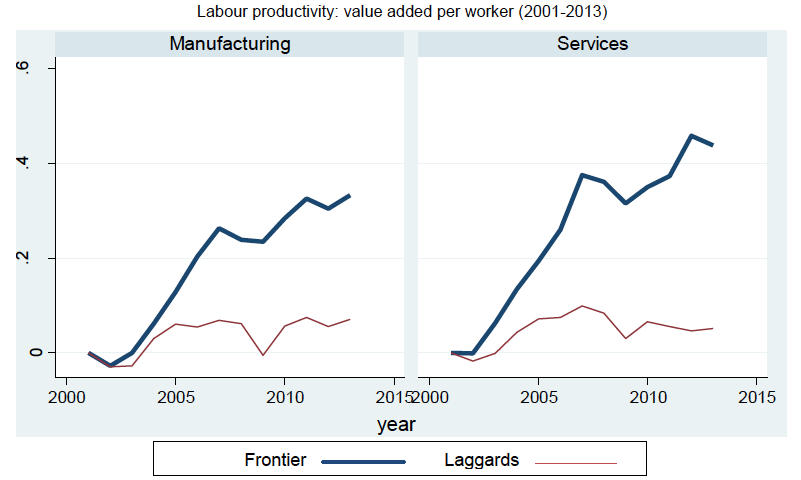 Labour productivity: value added per worker (2001-2013)
Manufacturing
Services
.6
.4
.2
0
2000 2005 2010 2015
2000 2005 2010 2015
year
Frontier Laggards